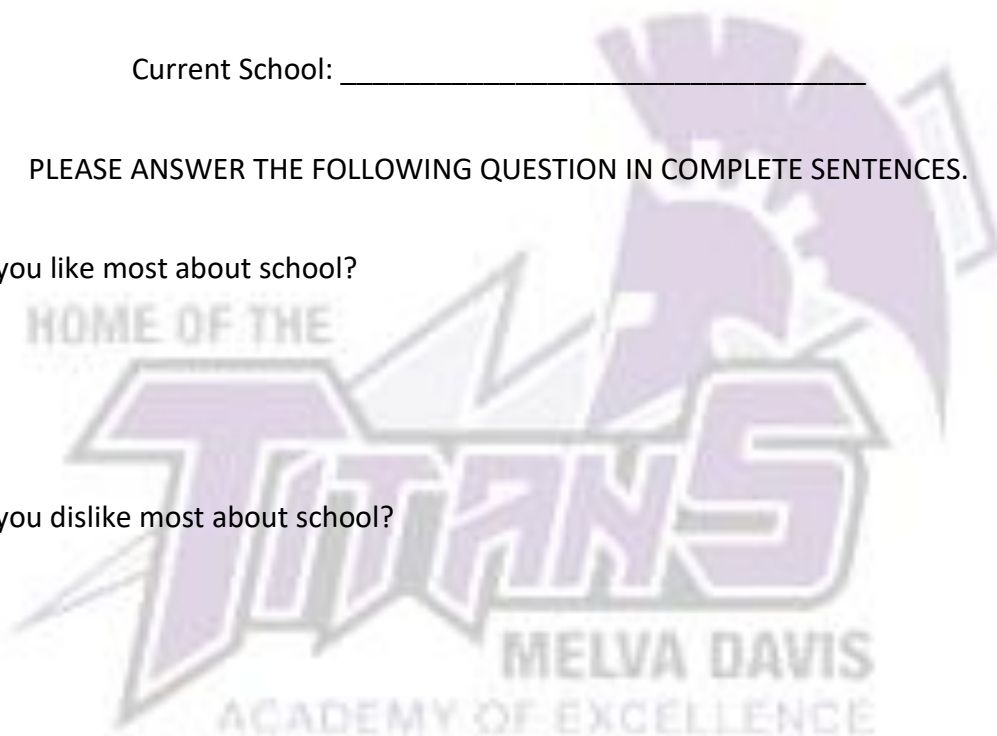 Current School: _________________________________
PLEASE ANSWER THE FOLLOWING QUESTION IN COMPLETE SENTENCES.
you like most about school?
HOME OF THE
TITANS
you dislike most about school?
MELVA DAVIS
ACADEMY OF EXCELLENCE